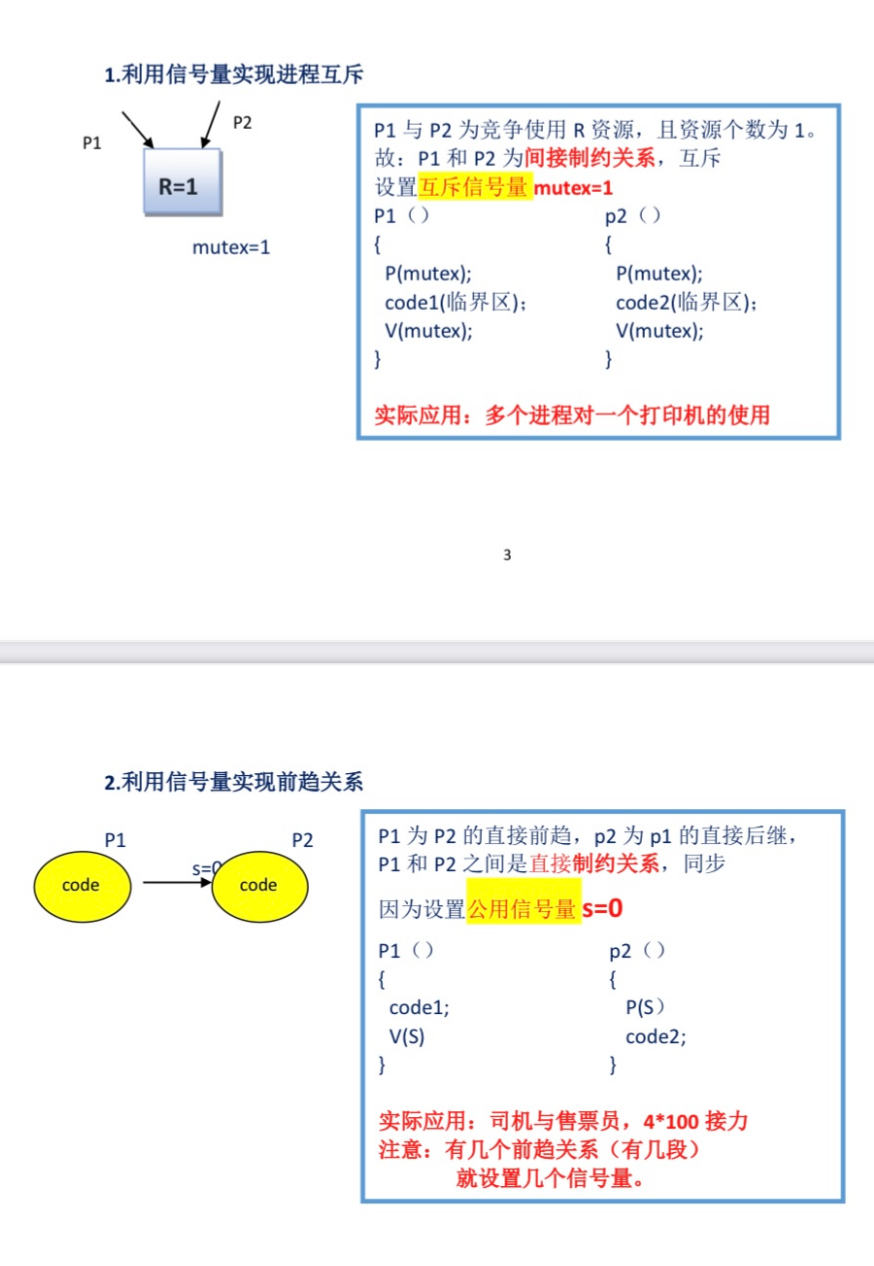 1.利用信号量实现进程互斥
P1
P2
R=1
mutex=1
P1 与 P2 为竞争使用 R 资源，且资源个数为 1。
故：P1 和 P2 为间接制约关系，互斥
设置互斥信号量 mutex=1
P1（） p2（）
{ {
P(mutex); P(mutex);
code1(临界区); code2(临界区);
V(mutex); V(mutex);
} }
实际应用：多个进程对一个打印机的使用
3
2.利用信号量实现前趋关系
P1
P2
code
s=0
code
P1 为 P2 的直接前趋，p2 为 p1 的直接后继，
P1 和 P2 之间是直接制约关系，同步
因为设置公用信号量 s=0
P1（） p2（）
{ {
code1; P(S）
V(S) code2;
} }
实际应用：司机与售票员，4*100 接力
注意：有几个前趋关系（有几段）
就设置几个信号量。